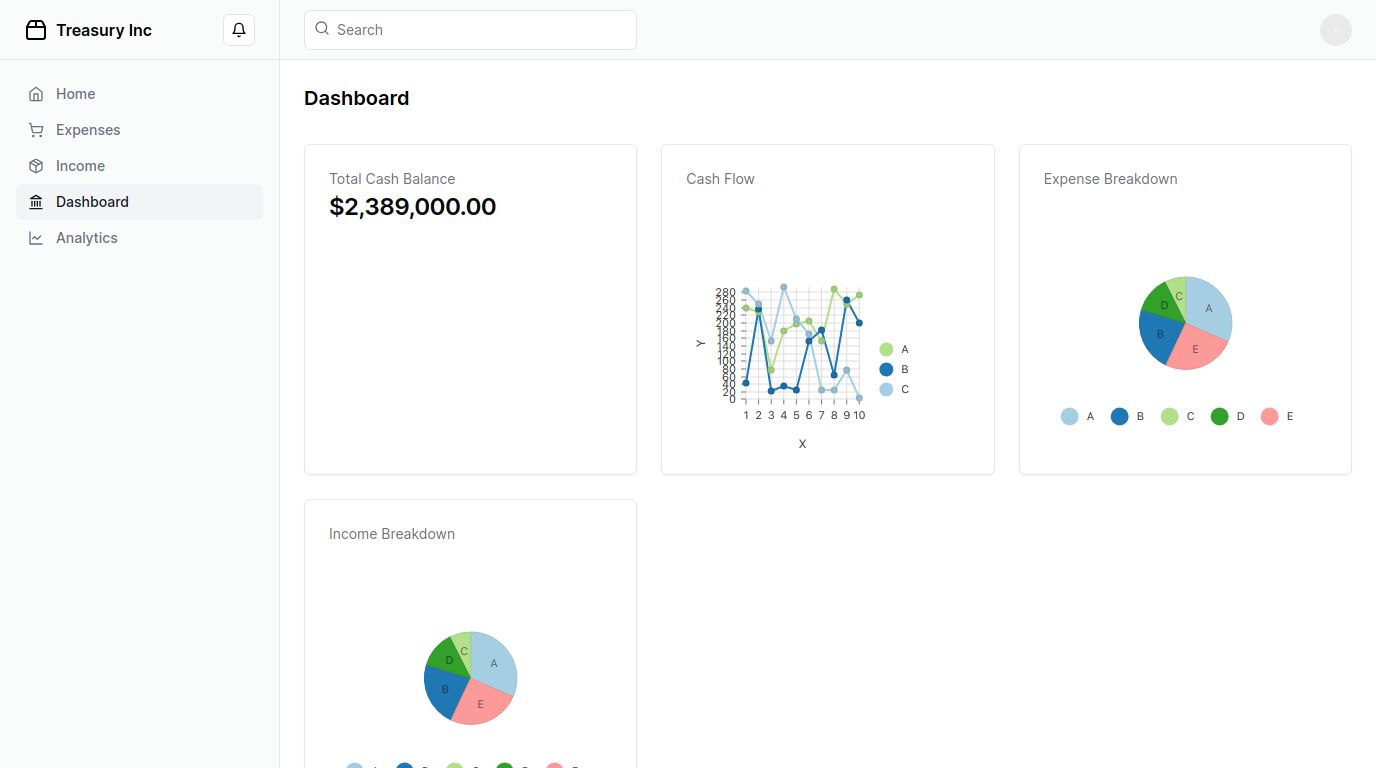 Treasury Inc
Search
Home
Expenses
Income
Dashboard
Analytics
Dashboard
Total Cash Balance
$2,389,000.00
Cash Flow
280
260
240
220
200
180
160
140
120
100
80
60
40
20
0
Y
1 2 3 4 5 6 7 8 9 10
X
A
B
C
Expense Breakdown
A
B
C
D
E
A B C D E
Income Breakdown
A
B
C
D
E